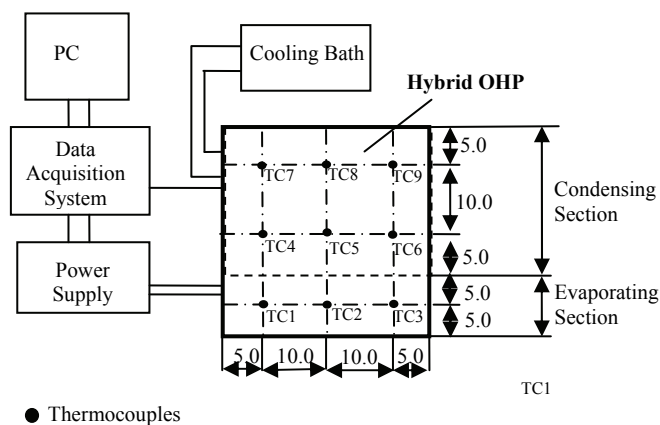 PC
Cooling Bath
Hybrid OHP
Data
Acquisition
System
Power
Supply
TC7 TC8 TC9
TC4 TC5 TC6
TC1 TC2 TC3
5.0
10.0
5.0
5.0
5.0
Condensing
Section
Evaporating
Section
5.0 10.0 10.0 5.0
TC1
Thermocouples